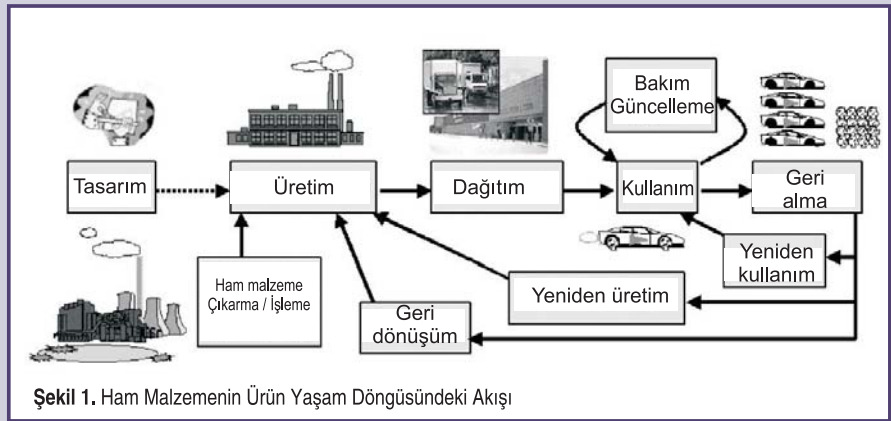 Bakım
Güncelleme
Tasarım
Üretim
Dağıtım
Kullanım
Geri
alma
Ham malzeme
Çıkarma / İşleme
Geri
dönüşüm
Yeniden üretim
Yeniden
kullanım
Şekil 1. Ham Malzemenin Ürün Yaşam Döngüsündeki Akışı